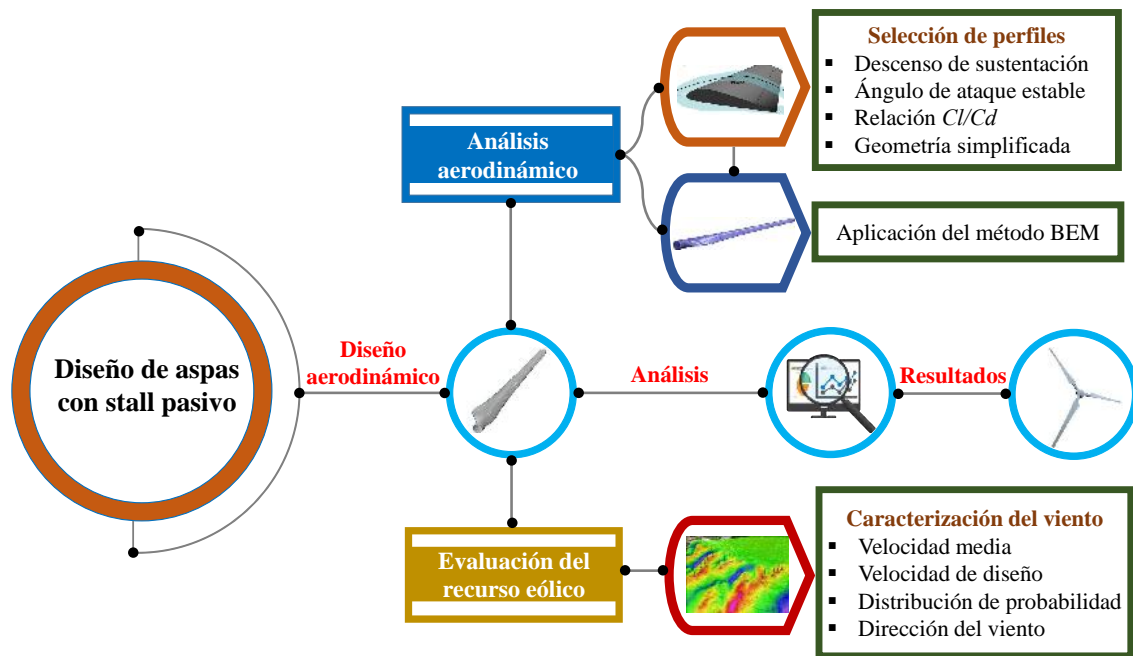 Selección de perfiles
▪ Descenso de sustentación
▪ Ángulo de ataque estable
▪ Relación Cl/Cd
▪ Geometría simplificada
Análisis
aerodinámico
Aplicación del método BEM
Diseño de aspas
con stall pasivo
Diseño
aerodinámico
Análisis
Resultados
Evaluación del
recurso eólico
Caracterización del viento
▪ Velocidad media
▪ Velocidad de diseño
▪ Distribución de probabilidad
▪ Dirección del viento